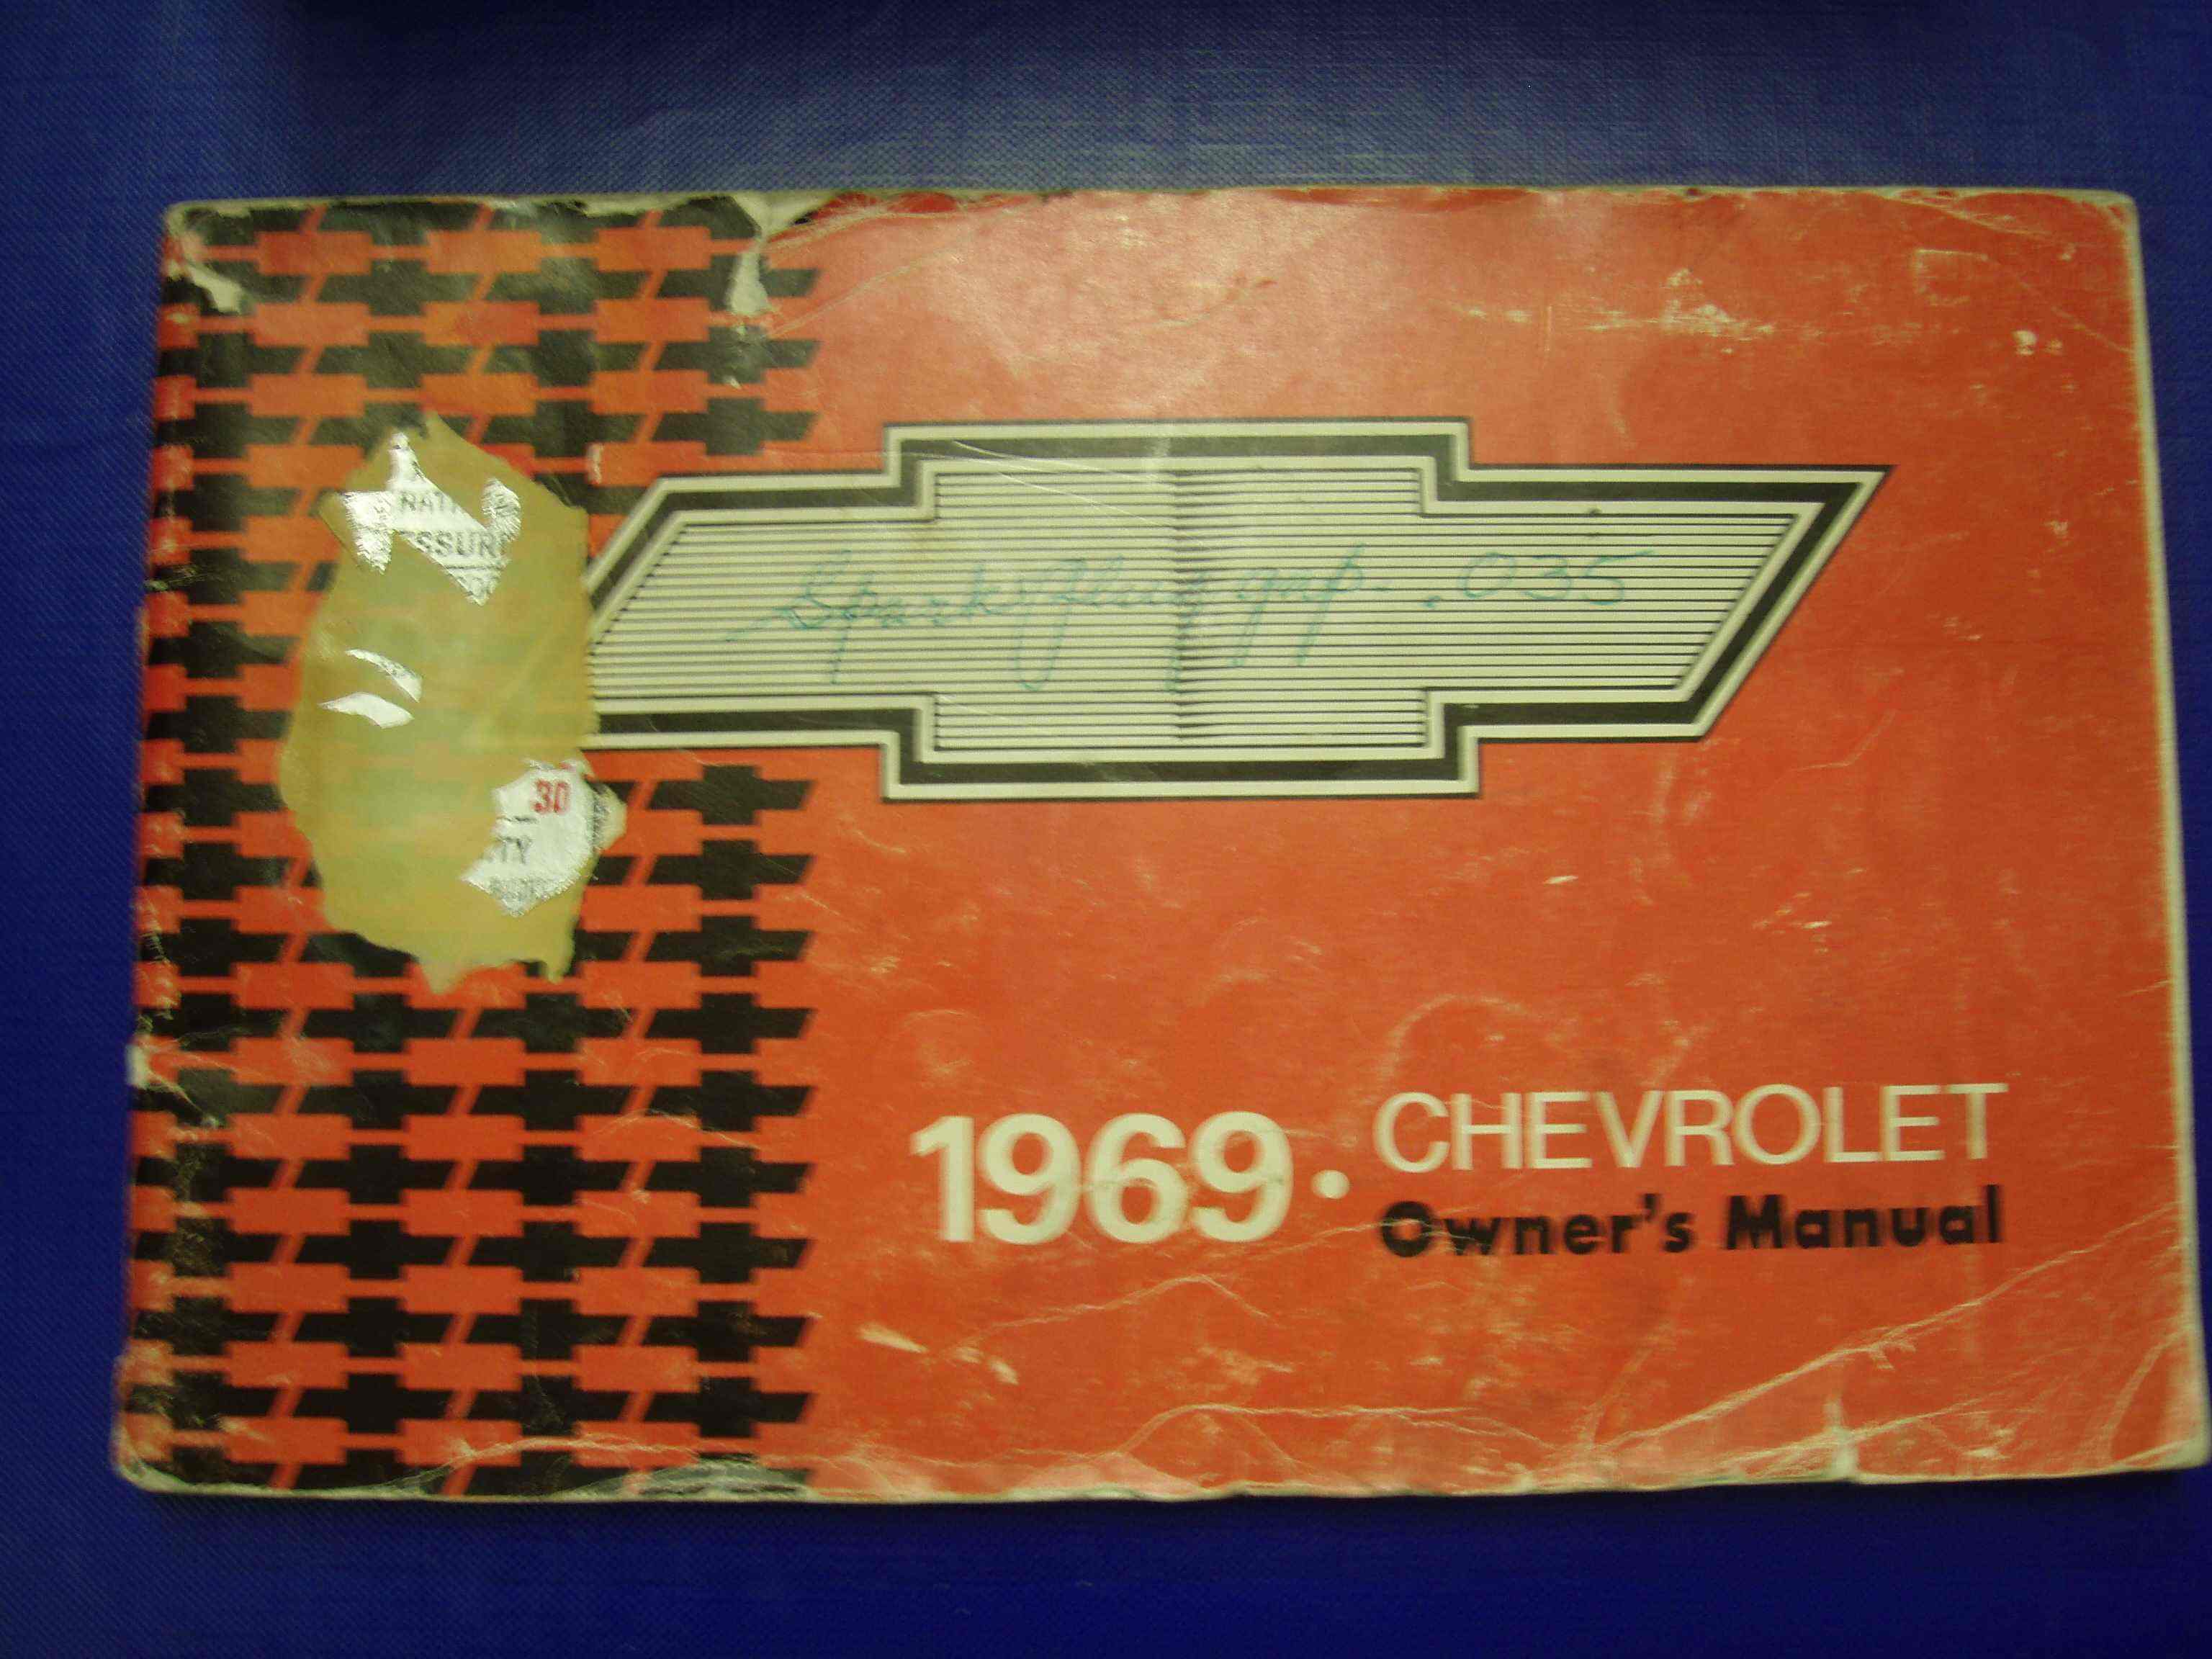 Spark Plug gap. .035
30
1969. CHEVROLET
Owner's Manual